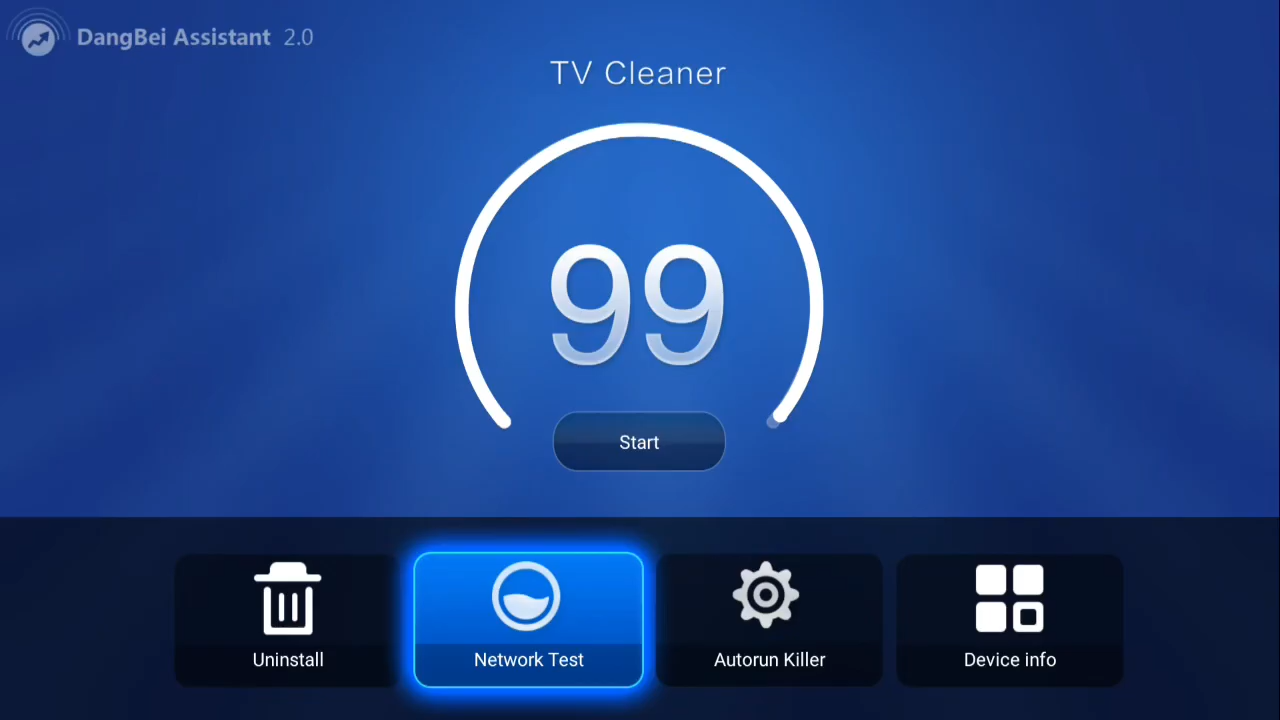 DangBei Assistant 2.0
TV Cleaner
99
Start
Uninstall
Network Test
Autorun Killer
Device info